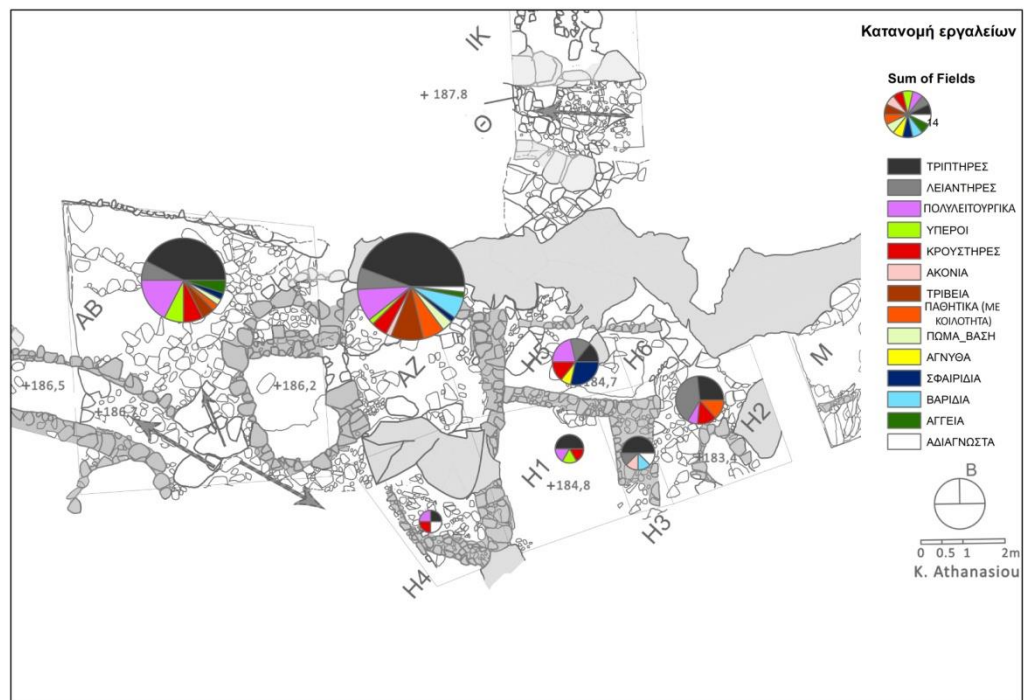 Κατανομή εργαλείων
Sum of Fields
14
ΤΡΙΠΤΗΡΕΣ
ΛΕΙΑΝΤΗΡΕΣ
ΠΟΛΥΛΕΙΤΟΥΡΓΙΚΑ
ΥΠΕΡΟΙ
ΚΡΟΥΣΤΗΡΕΣ
ΑΚΟΝΙΑ
ΤΡΙΒΕΙΑ
ΠΑΘΗΤΙΚΑ (ΜΕ
ΚΟΙΛΟΤΗΤΑ)
ΠΩΜΑ_ΒΑΣΗ
ΑΓΝΥΘΑ
ΣΦΑΙΡΙΔΙΑ
ΒΑΡΙΔΙΑ
ΑΓΓΕΙΑ
ΑΔΙΑΓΝΩΣΤΑ
Β
0 0.5 1 2m
K. Athanasiou
ΙΚ
+ 187.8
Θ
ΑΒ
+186,5
+186,2
ΑΖ
Η5
184,7
Η6
Μ
Η2
+183,4
Η1
+184,8
Η3
Η4